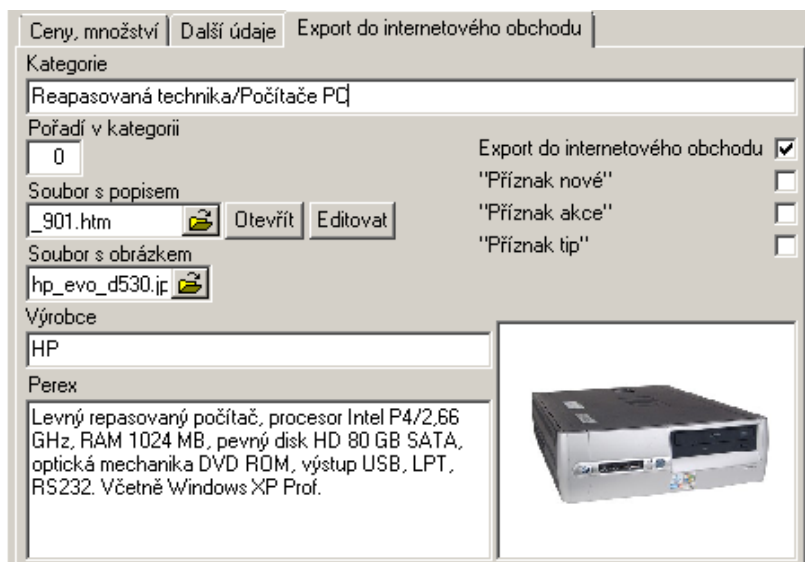 Ceny, množství
Další údaje
Export do internetového obchodu
Kategorie
Reapasovaná technika/Počítače PC
Pořadí v kategorii
0
Export do internetového obchodu
"Příznak nové"
Soubor s popisem
_901.htm
Otevřít
Editovat
"Příznak akce"
"Příznak tip"
Soubor s obrázkem
hp_evo_d530.jp
Výrobce
HP
Perex
Levný repasovaný počítač, procesor Intel P4/2,66
GHz, RAM 1024 MB, pevný disk HD 80 GB SATA,
optická mechanika DVD ROM, výstup USB, LPT,
RS232. Včetně Windows XP Prof.